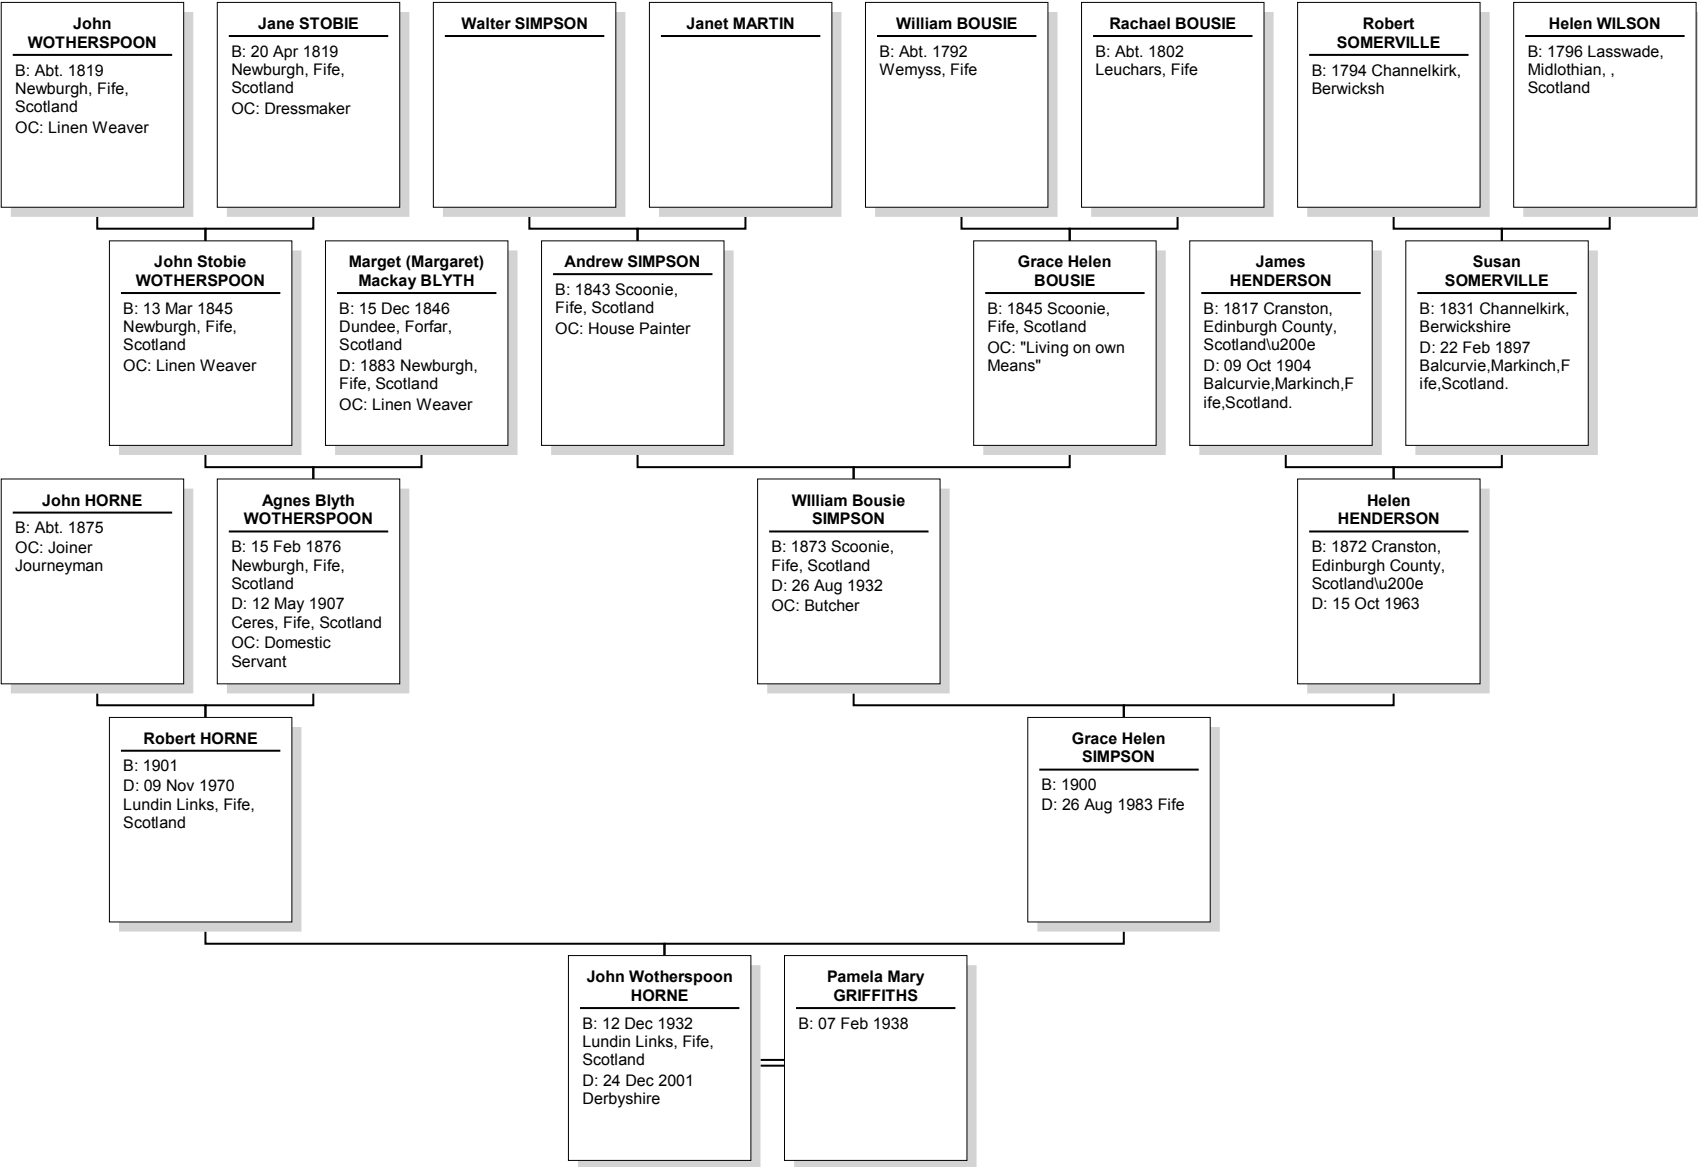 John
WOTHERSPOON
B: Abt. 1819
Newburgh, Fife,
Scotland
OC: Linen Weaver
Jane STOBIE
B: 20 Apr 1819
Newburgh, Fife,
Scotland
OC: Dressmaker
Walter SIMPSON
Janet MARTIN
William BOUSIE
B: Abt. 1792
Wemyss, Fife
Rachael BOUSIE
B: Abt. 1802
Leuchars, Fife
Robert
SOMERVILLE
B: 1794 Channelkirk,
Berwicksh
Helen WILSON
B: 1796 Lasswade,
Midlothian, ,
Scotland
John Stobie
WOTHERSPOON
B: 13 Mar 1845
Newburgh, Fife,
Scotland
OC: Linen Weaver
Marget (Margaret)
Mackay BLYTH
B: 15 Dec 1846
Dundee, Forfar,
Scotland
D: 1883 Newburgh,
Fife, Scotland
OC: Linen Weaver
Andrew SIMPSON
B: 1843 Scoonie,
Fife, Scotland
OC: House Painter
Grace Helen
BOUSIE
B: 1845 Scoonie,
Fife, Scotland
OC: "Living on own
Means"
James
HENDERSON
B: 1817 Cranston,
Edinburgh County,
Scotland\u200e
D: 09 Oct 1904
Balcurvie,Markinch,F
ife,Scotland.
Susan
SOMERVILLE
B: 1831 Channelkirk,
Berwickshire
D: 22 Feb 1897
Balcurvie,Markinch,F
ife,Scotland.
John HORNE
B: Abt. 1875
OC: Joiner
Journeyman
Agnes Blyth
WOTHERSPOON
B: 15 Feb 1876
Newburgh, Fife,
Scotland
D: 12 May 1907
Ceres, Fife, Scotland
OC: Domestic
Servant
WIlliam Bousie
SIMPSON
B: 1873 Scoonie,
Fife, Scotland
D: 26 Aug 1932
OC: Butcher
Helen
HENDERSON
B: 1872 Cranston,
Edinburgh County,
Scotland\u200e
D: 15 Oct 1963
Robert HORNE
B: 1901
D: 09 Nov 1970
Lundin Links, Fife,
Scotland
Grace Helen
SIMPSON
B: 1900
D: 26 Aug 1983 Fife
John Wotherspoon
HORNE
B: 12 Dec 1932
Lundin Links, Fife,
Scotland
D: 24 Dec 2001
Derbyshire
Pamela Mary
GRIFFITHS
B: 07 Feb 1938